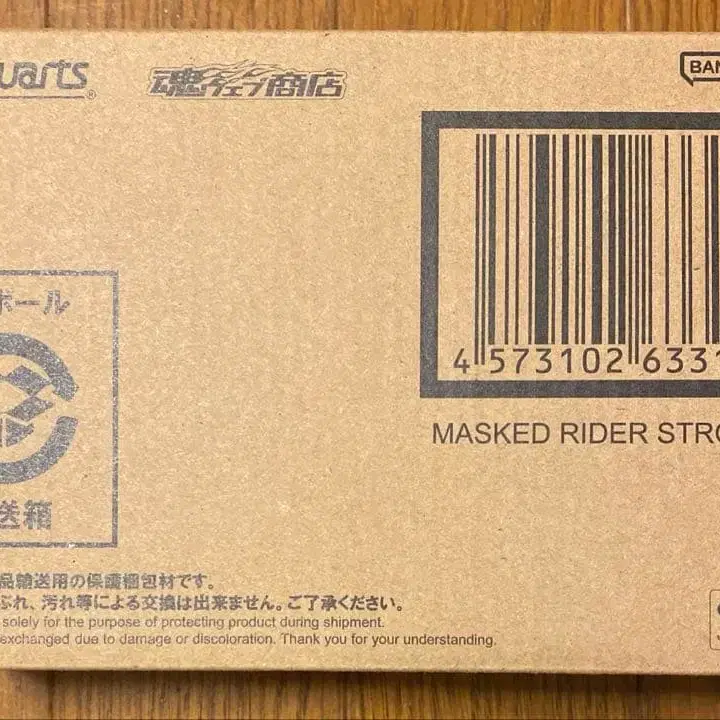 uarts®
魂ウェブ商店
BAN
4 573102 6331
MASKED RIDER STRO
ボール
送箱
品輸送用の保護梱包材です。
ぶれ、汚れ等による交換は出来ません。ご了承ください。
solely for the purpose of protecting product during shipment.
exchanged due to damage or discoloration. Thank you for your understanding.